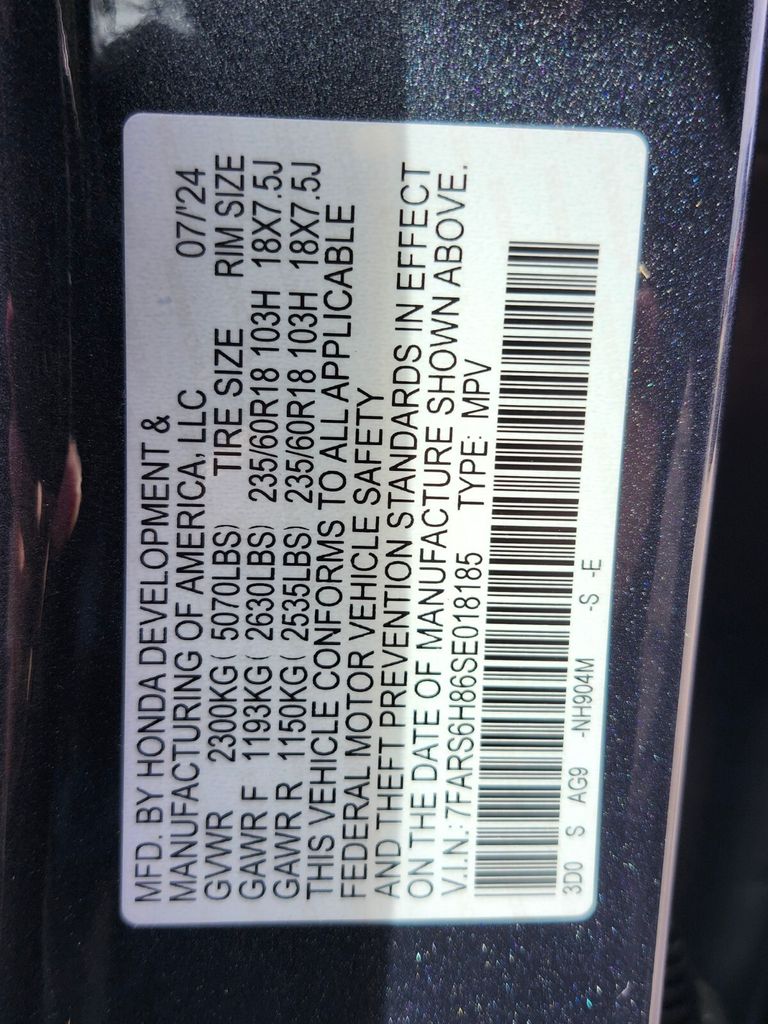 MFD. BY HONDA DEVELOPMENT &
MANUFACTURING OF AMERICA, LLC 07/'24
GVWR 2300KG( 5070LBS) TIRE SIZE RIM SIZE
GAWR F 1193KG( 2630LBS) 235/60R18 103H 18X7.5J
GAWR R 1150KG( 2535LBS) 235/60R18 103H 18X7.5J
THIS VEHICLE CONFORMS TO ALL APPLICABLE
FEDERAL MOTOR VEHICLE SAFETY
AND THEFT PREVENTION STANDARDS IN EFFECT
ON THE DATE OF MANUFACTURE SHOWN ABOVE.
V.I.N.: 7FARS6H86SE018185 TYPE: MPV
3D0 S AG9 -NH904M -S -E